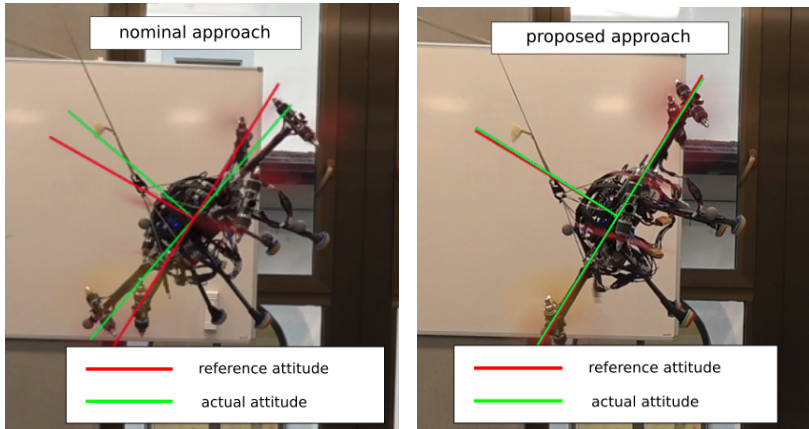 nominal approach
proposed approach
reference attitude
actual attitude
reference attitude
actual attitude